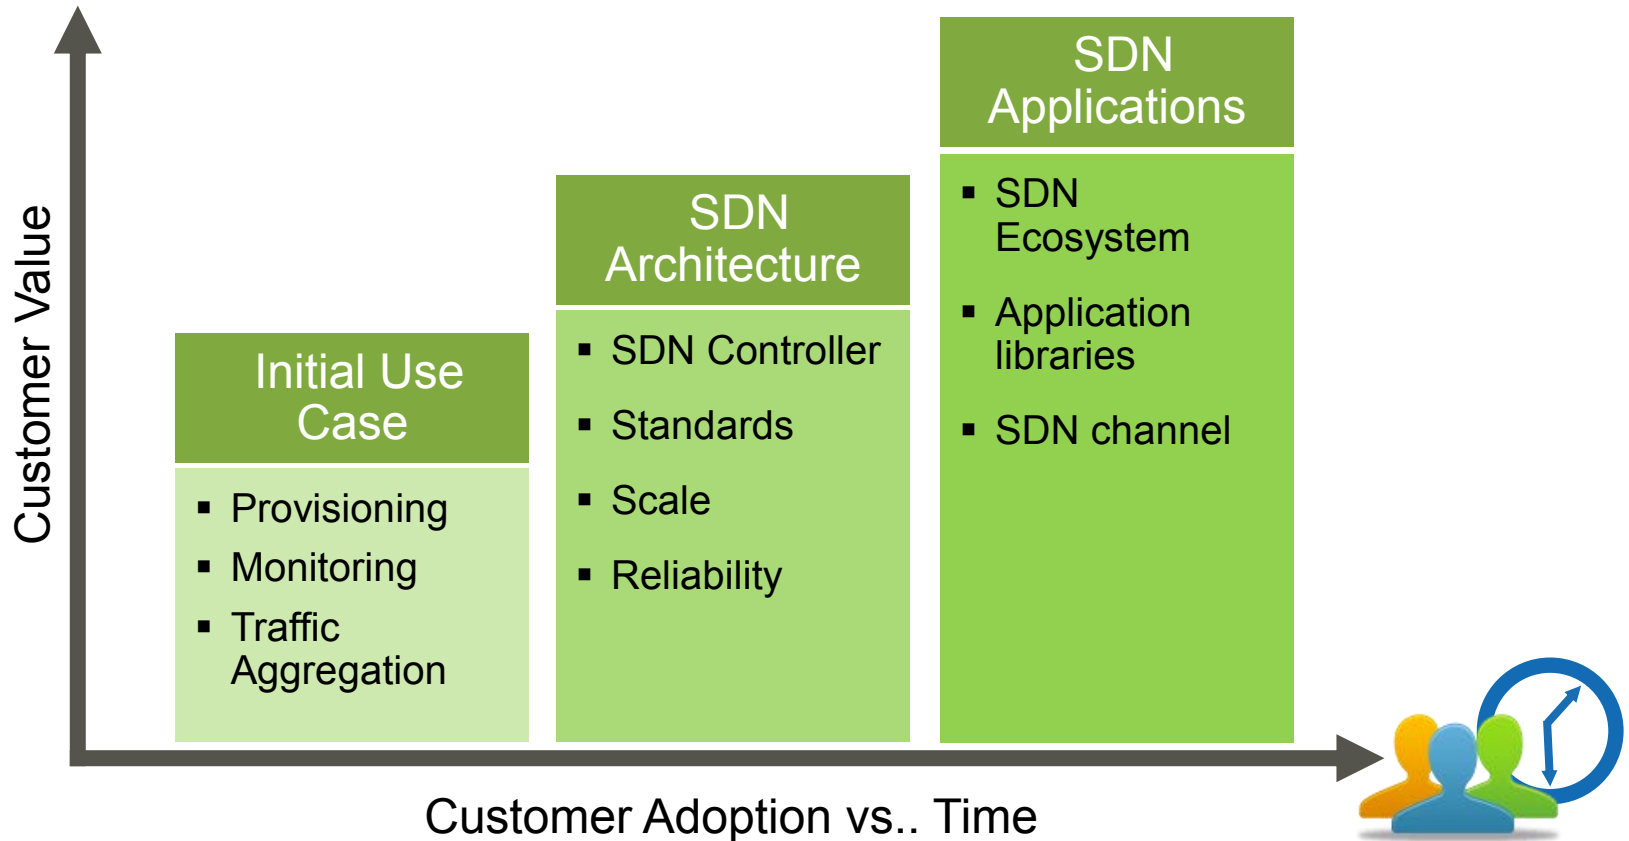 Customer Value
Initial Use
Case
▪ Provisioning
▪ Monitoring
▪ Traffic
Aggregation
SDN
Architecture
▪ SDN Controller
▪ Standards
▪ Scale
▪ Reliability
SDN
Applications
▪ SDN
Ecosystem
▪ Application
libraries
▪ SDN channel
Customer Adoption vs.. Time